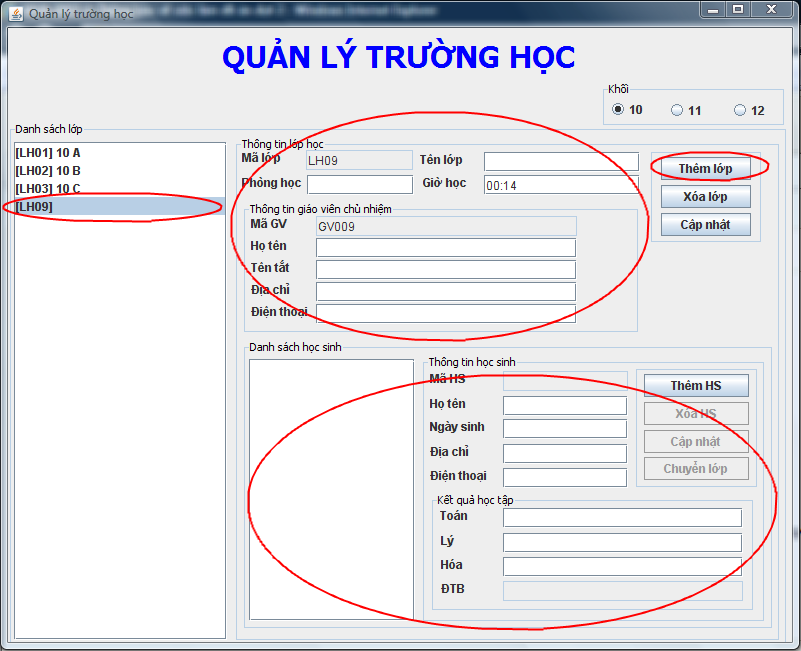 Quản lý trường học
QUẢN LÝ TRƯỜNG HỌC
Khối
10 11 12
Danh sách lớp
[LH01] 10 A
[LH02] 10 B
[LH03] 10 C
[LH09]
Thông tin lớp học
Mã lớp LH09 Tên lớp
Phòng học Giờ học 00:14
Thêm lớp
Xóa lớp
Cập nhật
Thông tin giáo viên chủ nhiệm
Mã GV GV009
Họ tên
Tên tắt
Địa chỉ
Điện thoại
Danh sách học sinh
Thông tin học sinh
Mã HS
Họ tên
Ngày sinh
Địa chỉ
Điện thoại
Thêm HS
Xóa HS
Cập nhật
Chuyển lớp
Kết quả học tập
Toán
Lý
Hóa
ĐTB